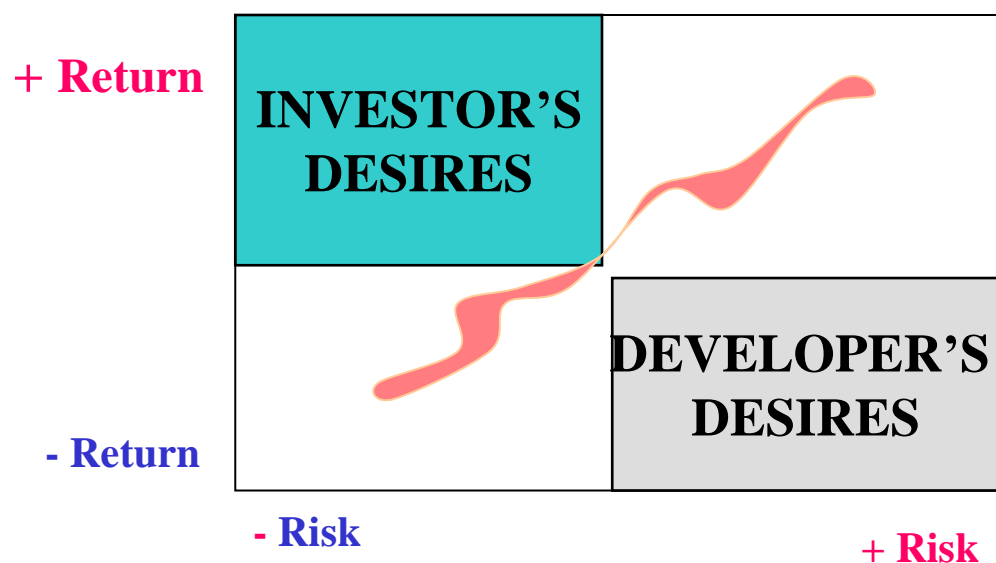 + Return
INVESTOR’S
DESIRES
DEVELOPER’S
DESIRES
- Return
- Risk
+ Risk